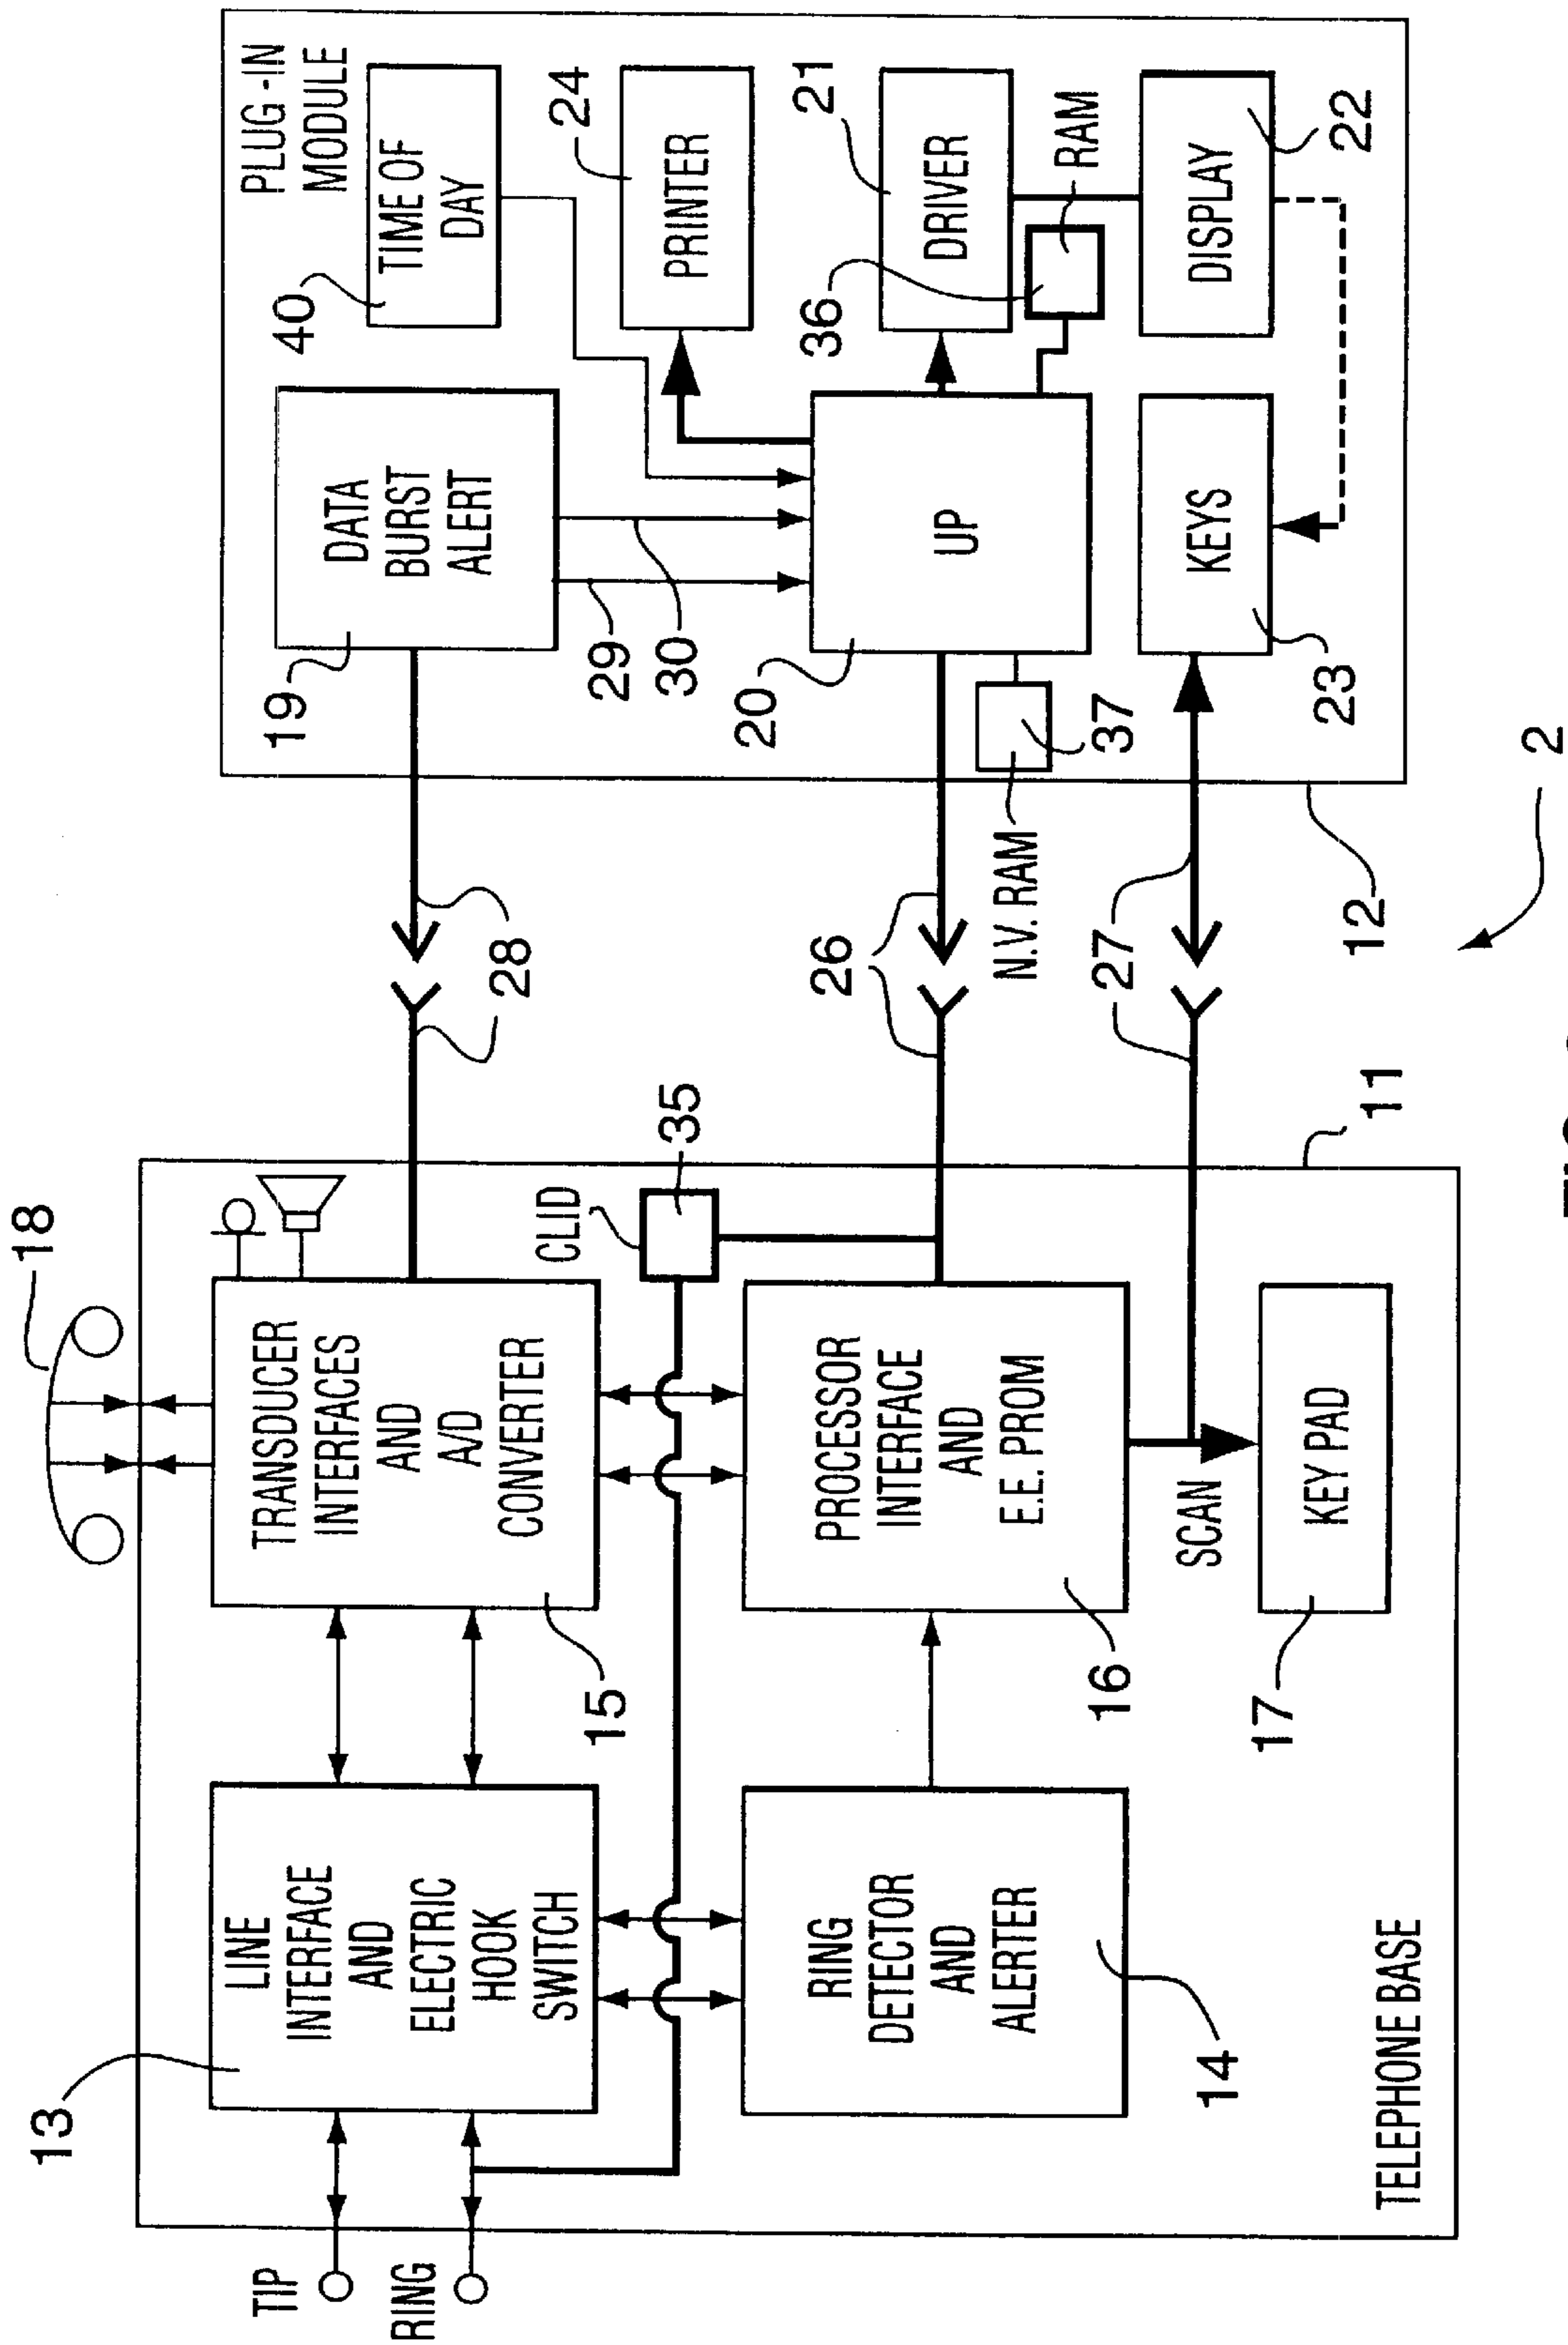 18
13
TIP
RING
LINE
INTERFACE
AND
ELECTRIC
HOOK
SWITCH
15
TRANSDUCER
INTERFACES
AND
A/D
CONVERTER
28
CLID
35
RING
DETECTOR
AND
ALERTER
14
PROCESSOR
INTERFACE
AND
E.E. PROM
16
26
SCAN
27
KEY PAD
17
TELEPHONE BASE
11
PLUG-IN
MODULE
19
DATA
BURST
ALERT
40
TIME OF
DAY
29
30
24
PRINTER
20
UP
21
DRIVER
36
RAM
N.V. RAM
37
KEYS
23
DISPLAY
22
12
2